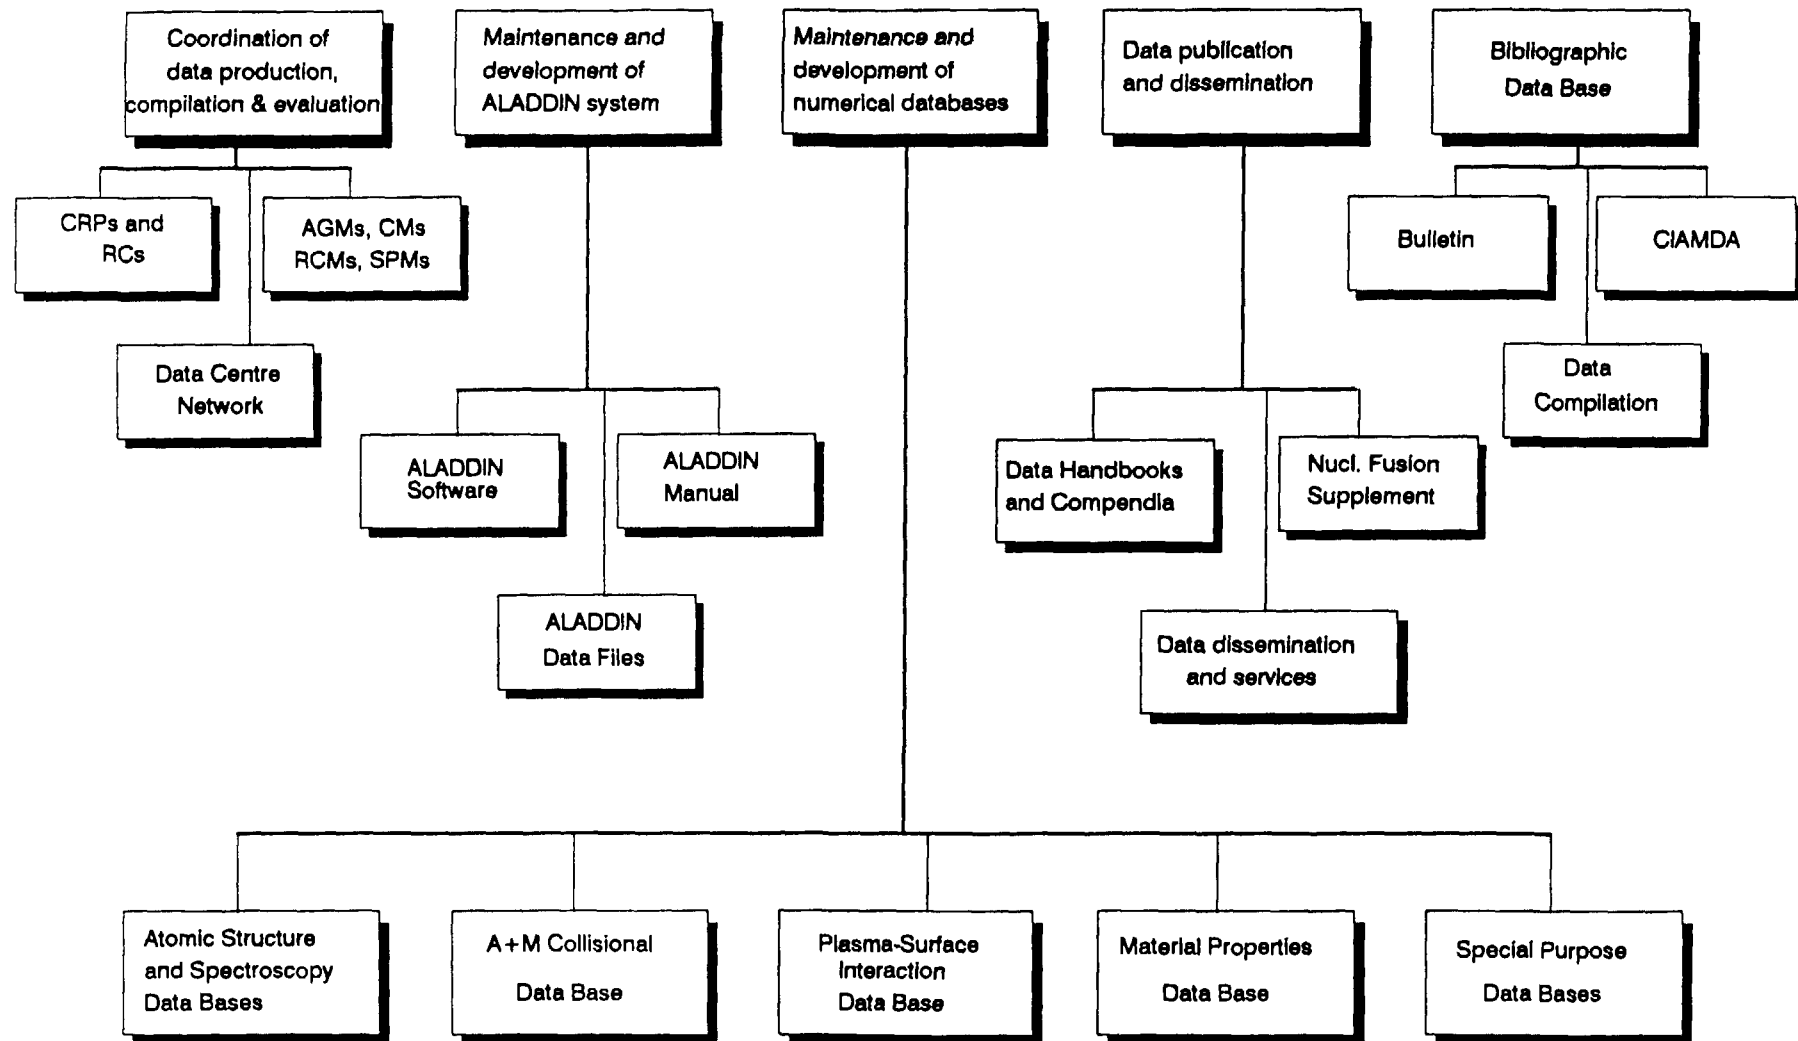 Coordination of
data production,
compilation & evaluation
Maintenance and
development of
ALADDIN system
Maintenance and
development of
numerical databases
Data publication
and dissemination
Bibliographic
Data Base
CRPs and
RCs
AGMs, CMs
RCMs, SPMs
Data Centre
Network
Bulletin
CIAMDA
Data
Compilation
ALADDIN
Software
ALADDIN
Manual
ALADDIN
Data Files
Data Handbooks
and Compendia
Nucl. Fusion
Supplement
Data dissemination
and services
Atomic Structure
and Spectroscopy
Data Bases
A+M Collisional
Data Base
Plasma-Surface
Interaction
Data Base
Material Properties
Data Base
Special Purpose
Data Bases